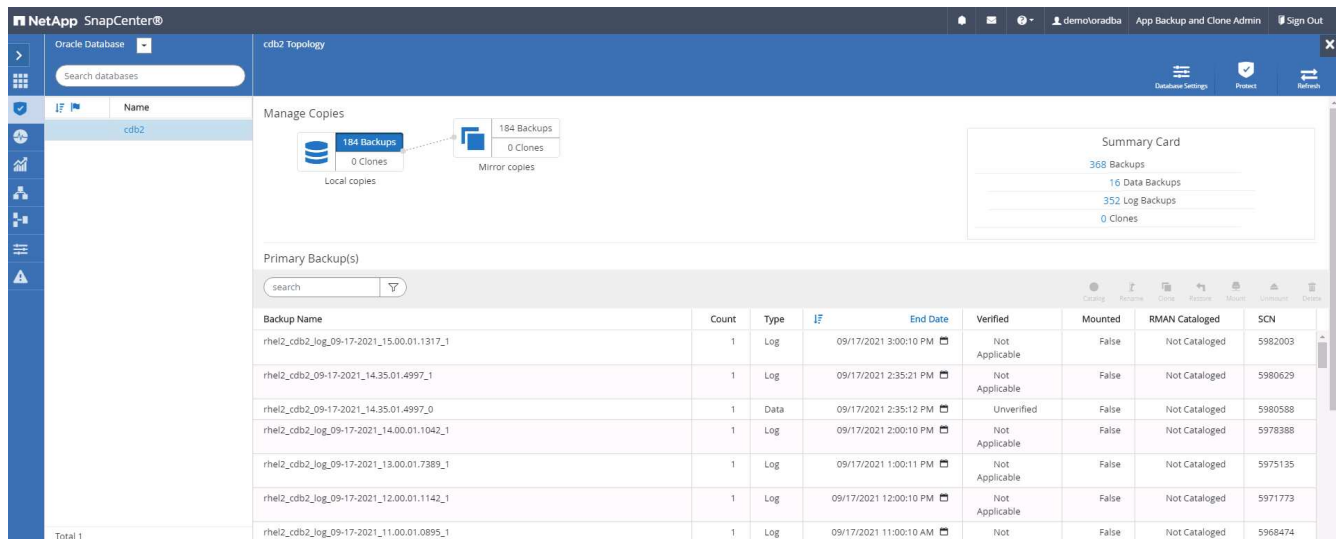 NetApp SnapCenter®
demo\oradba App Backup and Clone Admin Sign Out
Oracle Database
cdb2 Topology
Search databases
Database Settings Protect Refresh
Name
cdb2
Total 1
Manage Copies
184 Backups
0 Clones
Local copies
184 Backups
0 Clones
Mirror copies
Summary Card
368 Backups
16 Data Backups
352 Log Backups
0 Clones
Primary Backup(s)
search
Catalog Rename Clone Restore Mount Unmount Delete
Backup Name Count Type End Date Verified Mounted RMAN Cataloged SCN
rhel2_cdb2_log_09-17-2021_15.00.01.1317_1 1 Log 09/17/2021 3:00:10 PM Not Applicable False Not Cataloged 5982003
rhel2_cdb2_09-17-2021_14.35.01.4997_1 1 Log 09/17/2021 2:35:21 PM Not Applicable False Not Cataloged 5980629
rhel2_cdb2_09-17-2021_14.35.01.4997_0 1 Data 09/17/2021 2:35:12 PM Unverified False Not Cataloged 5980588
rhel2_cdb2_log_09-17-2021_14.00.01.1042_1 1 Log 09/17/2021 2:00:10 PM Not Applicable False Not Cataloged 5978388
rhel2_cdb2_log_09-17-2021_13.00.01.7389_1 1 Log 09/17/2021 1:00:11 PM Not Applicable False Not Cataloged 5975135
rhel2_cdb2_log_09-17-2021_12.00.01.1142_1 1 Log 09/17/2021 12:00:10 PM Not Applicable False Not Cataloged 5971773
rhel2_cdb2_log_09-17-2021_11.00.01.0895_1 1 Log 09/17/2021 11:00:10 AM Not False Not Cataloged 5968474